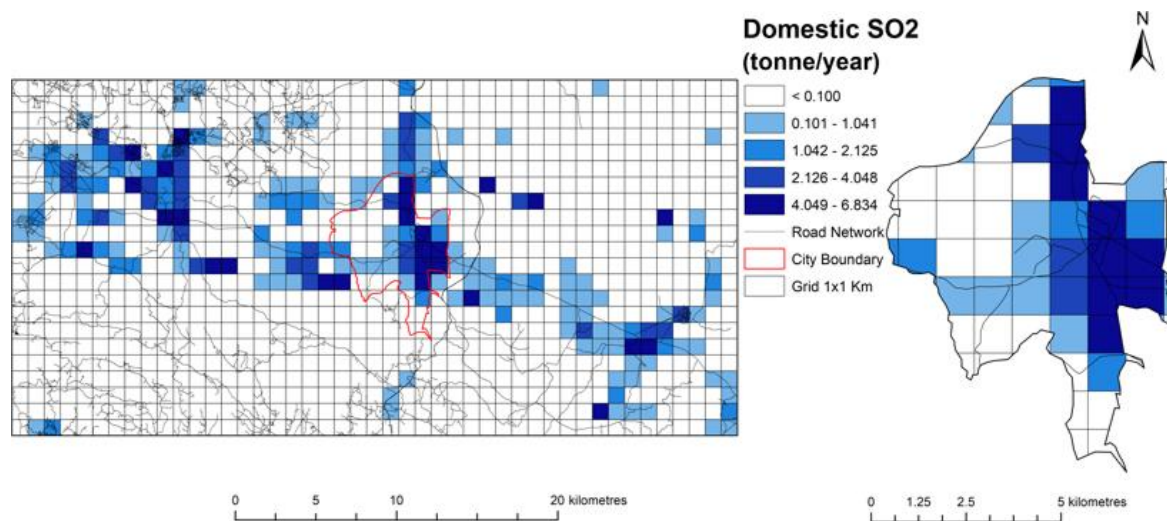 N
Domestic SO2
(tonne/year)
< 0.100
0.101 - 1.041
1.042 - 2.125
2.126 - 4.048
4.049 - 6.834
Road Network
City Boundary
Grid 1x1 Km
0 5 10 20 kilometres
0 1.25 2.5 5 kilometres